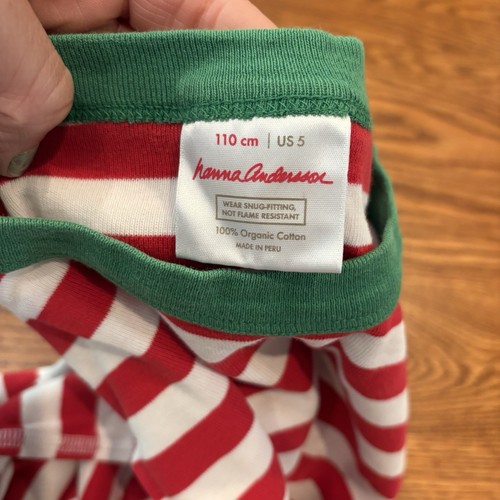 110 cm | US 5
hanna Andersson
WEAR SNUG-FITTING,
NOT FLAME RESISTANT
100% Organic Cotton
MADE IN PERU